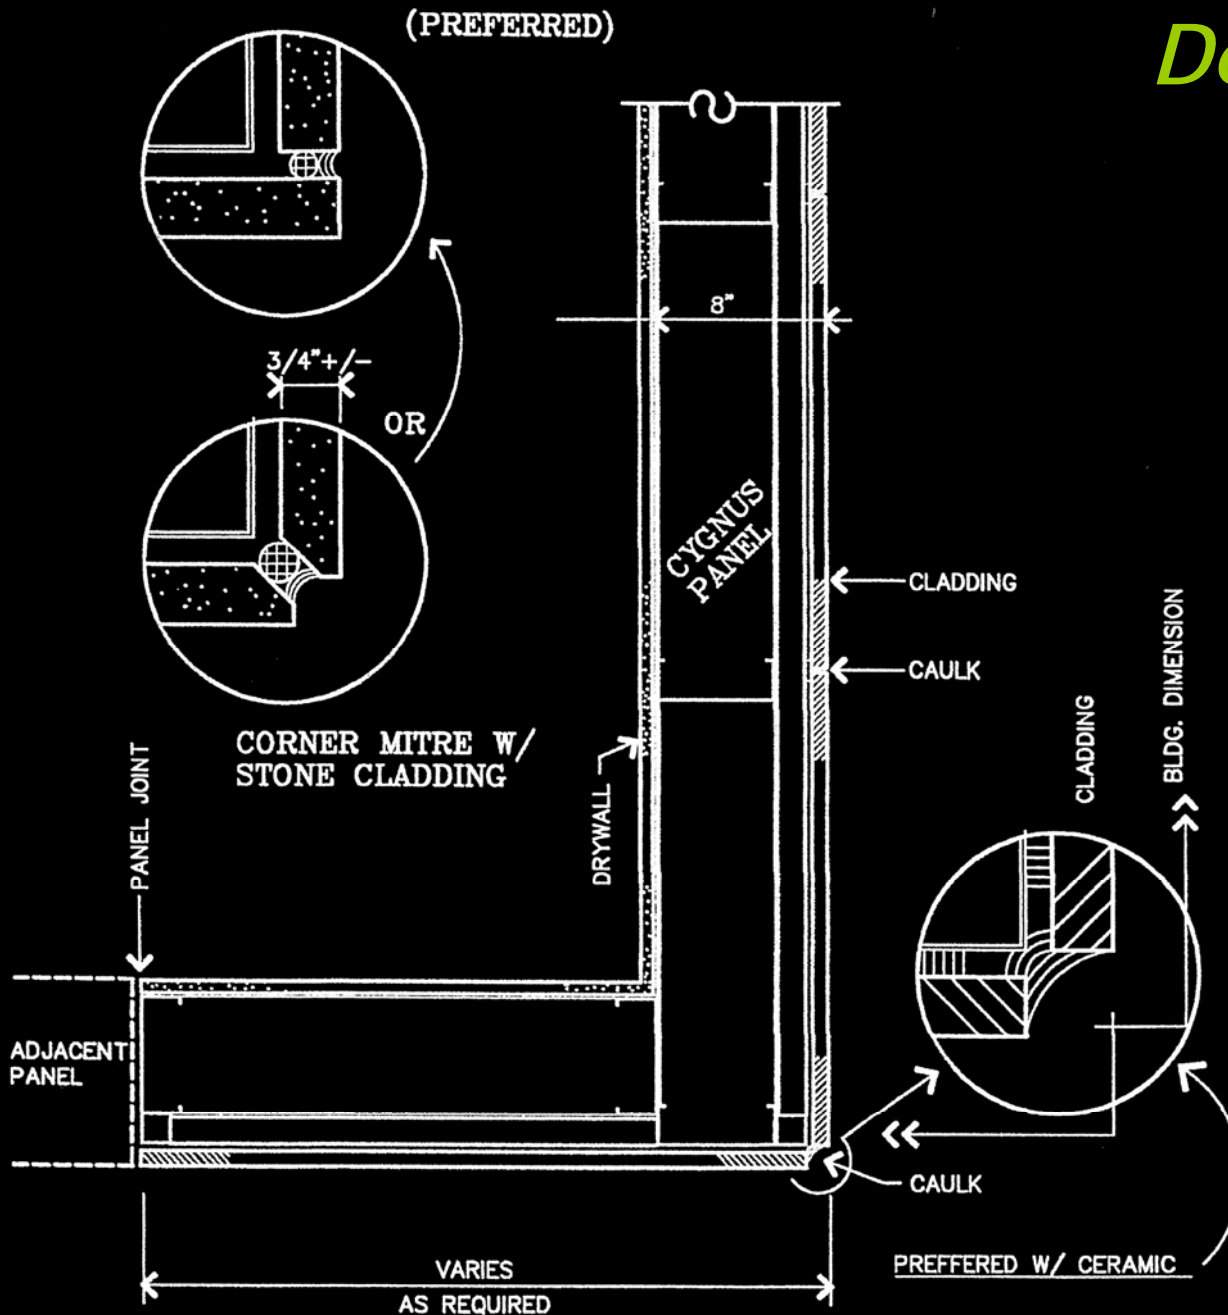 (PREFERRED)
8"
3/4"+/-
OR
CYGNUS
PANEL
CLADDING
CAULK
CORNER MITRE W/
STONE CLADDING
PANEL JOINT
DRYWALL
CLADDING
BLDG. DIMENSION
ADJACENT
PANEL
CAULK
PREFFERED W/ CERAMIC
VARIES
AS REQUIRED